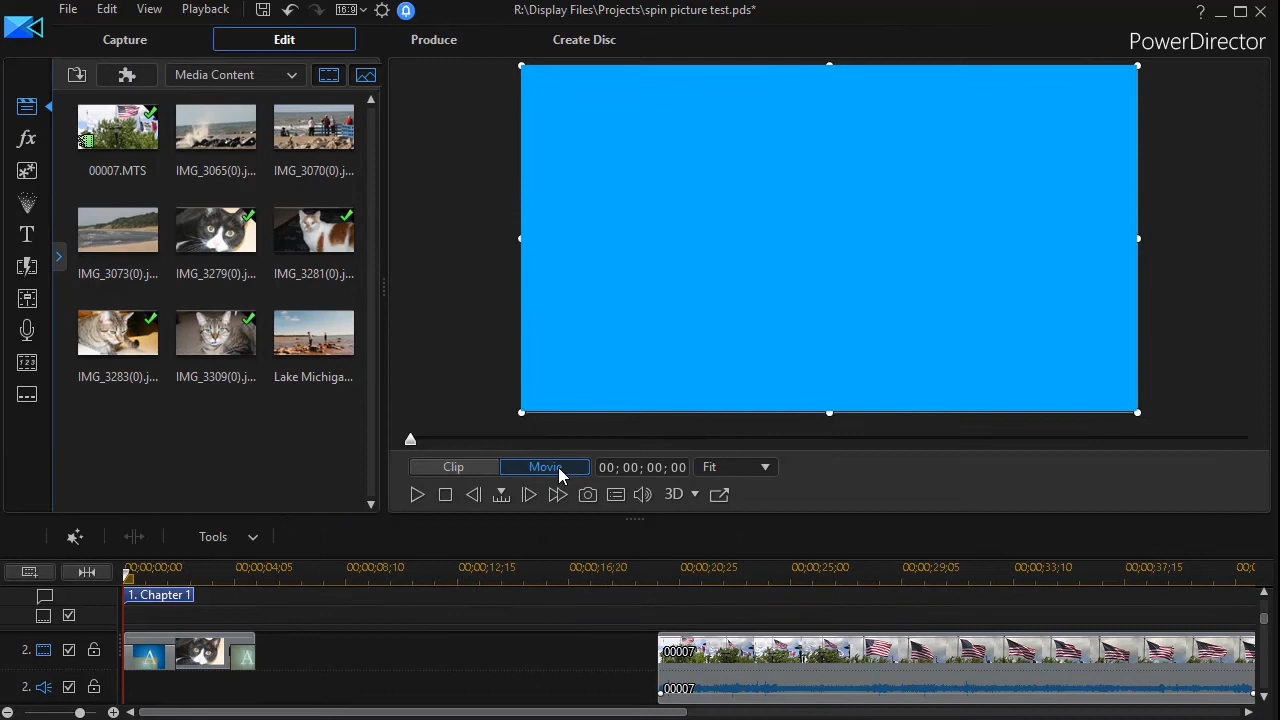 File Edit View Playback 16:9 R:\Display Files\Projects\spin picture test.pds* ?
Capture Edit Produce Create Disc PowerDirector
Media Content
fx
00007.MTS IMG_3065(0).j... IMG_3070(0).j...
T
IMG_3073(0).j... IMG_3279(0).j... IMG_3281(0).j...
IMG_3283(0).j... IMG_3309(0).j... Lake Michiga...
Clip Movie 00; 00; 00; 00 Fit
3D
Tools
00;00;00;00 00;00;04;05 00;00;08;10 00;00;12;15 00;00;16;20 00;00;20;25 00;00;25;00 00;00;29;05 00;00;33;10 00;00;37;15
1. Chapter 1
2. 00007
2. 00007